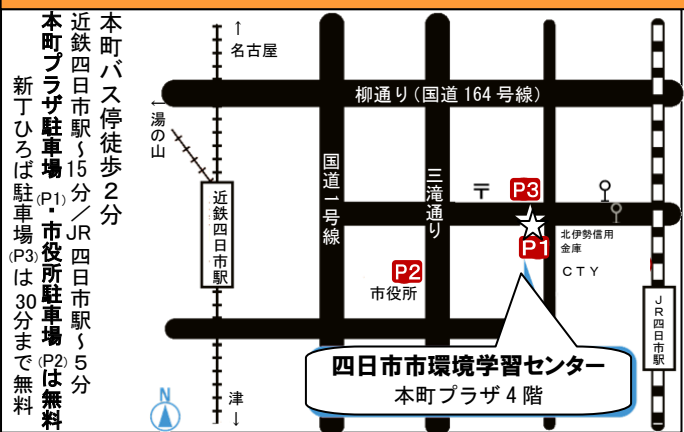 本町バス停徒歩2分
近鉄四日市駅~15分/JR四日市駅~5分
本町プラザ駐車場(P1)・市役所駐車場(P2)は無料
新丁ひろば駐車場(P3)は30分まで無料
↑
名古屋
←湯の山
柳通り(国道164号線)
国道一号線
三滝通り
近鉄四日市駅
〒
P3
P1
北伊勢信用
金庫
CTY
P2
市役所
JR四日市駅
四日市市環境学習センター
本町プラザ4階
N
津
↓